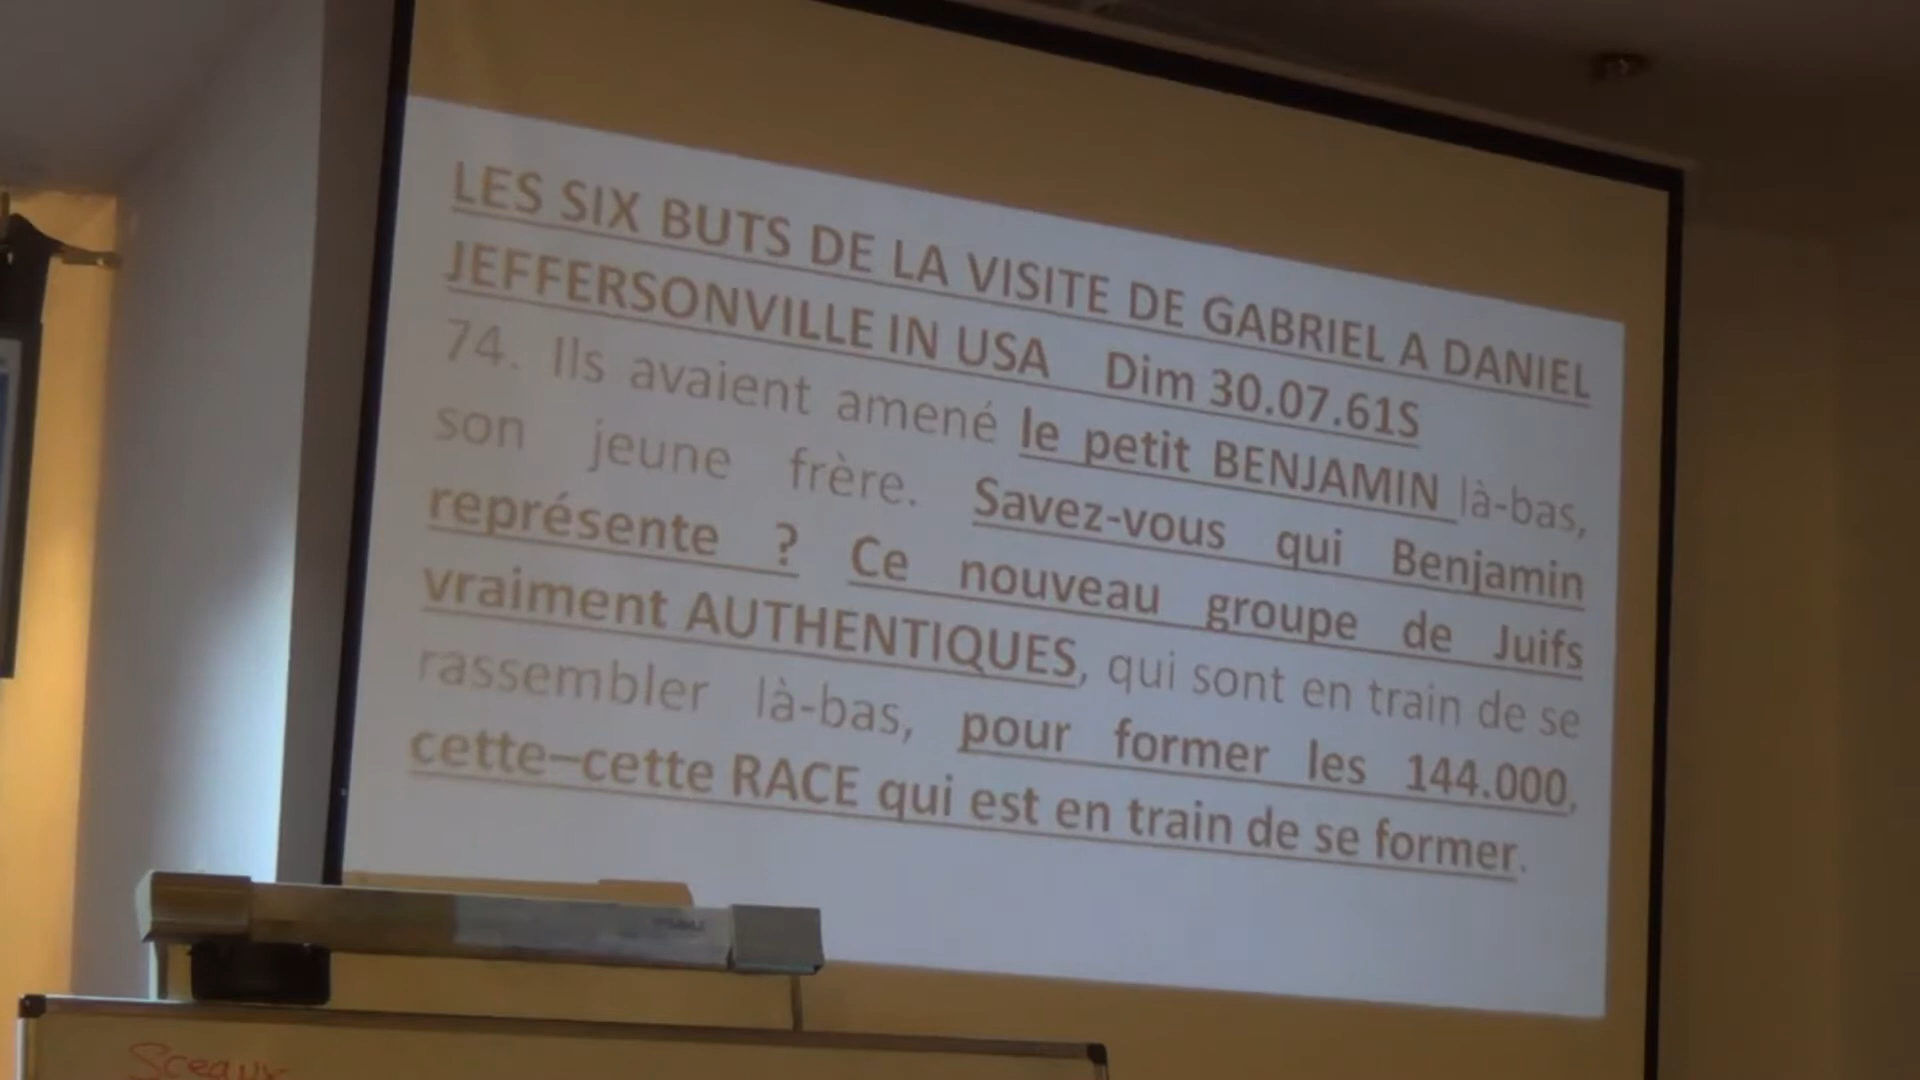 LES SIX BUTS DE LA VISITE DE GABRIEL A DANIEL
JEFFERSONVILLE IN USA Dim 30.07.61S
74. Ils avaient amené le petit BENJAMIN là-bas,
son jeune frère. Savez-vous qui Benjamin
représente ? Ce nouveau groupe de Juifs
vraiment AUTHENTIQUES, qui sont en train de se
rassembler là-bas, pour former les 144.000,
cette–cette RACE qui est en train de se former.
Sceaux